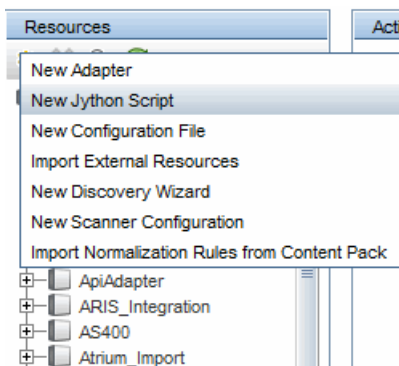 Resources
Acti
New Adapter
New Jython Script
New Configuration File
Import External Resources
New Discovery Wizard
New Scanner Configuration
Import Normalization Rules from Content Pack
ApiAdapter
ARIS_Integration
AS400
Atrium_Import